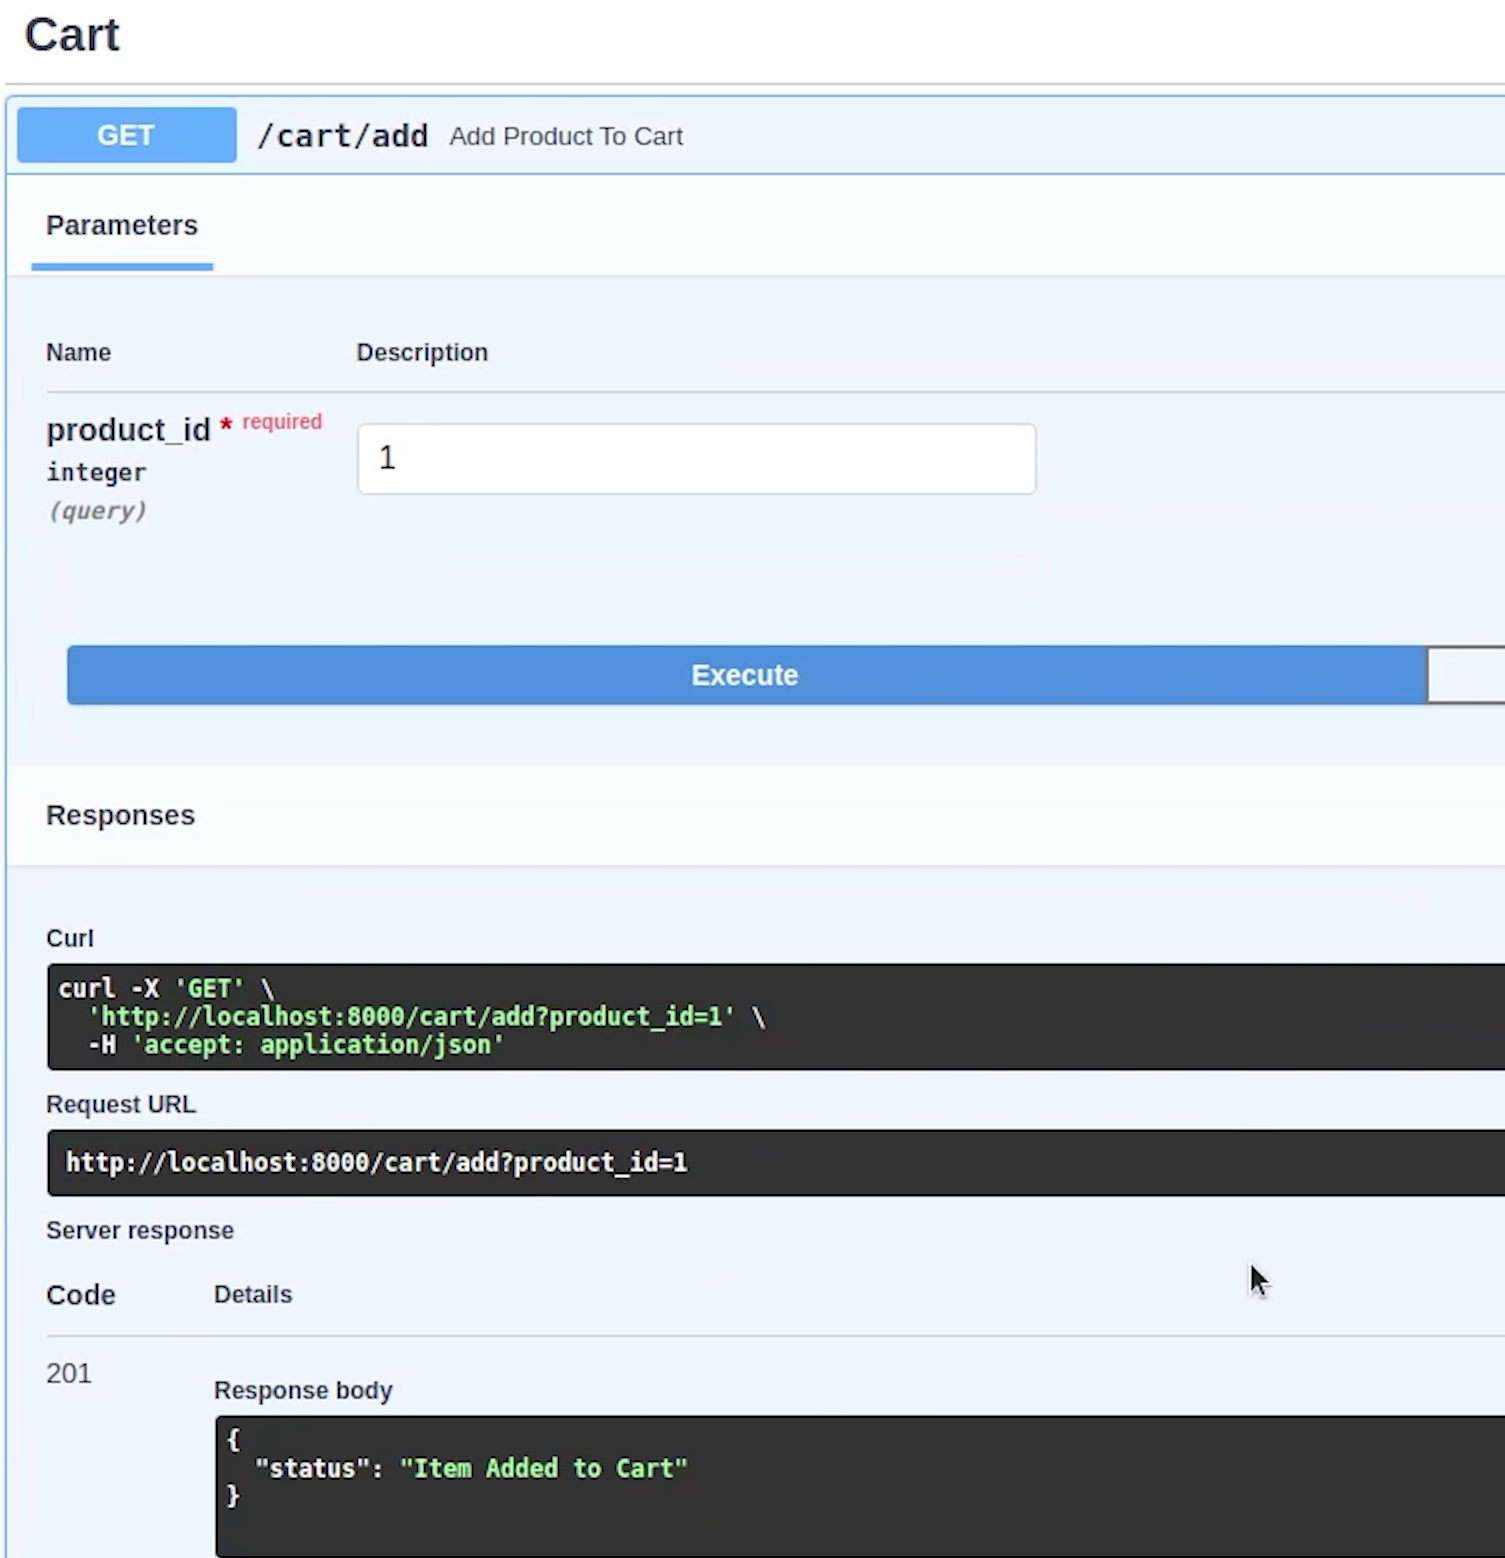 Cart
GET /cart/add Add Product To Cart
Parameters
Name Description
product_id * required
integer
(query)
1
Execute
Responses
Curl
curl -X 'GET' \
  'http://localhost:8000/cart/add?product_id=1' \
  -H 'accept: application/json'
Request URL
http://localhost:8000/cart/add?product_id=1
Server response
Code Details
201
Response body
{
  "status": "Item Added to Cart"
}